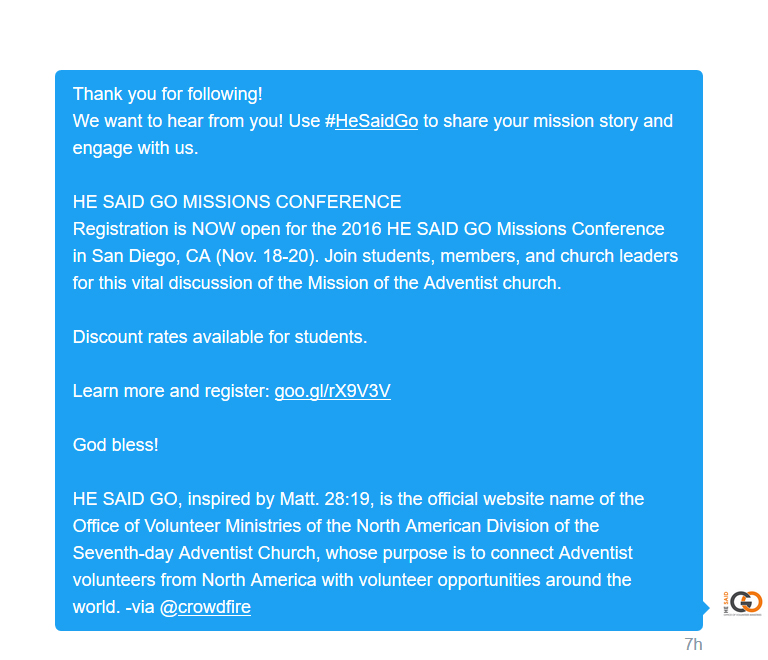 Thank you for following!
We want to hear from you! Use #HeSaidGo to share your mission story and
engage with us.
HE SAID GO MISSIONS CONFERENCE
Registration is NOW open for the 2016 HE SAID GO Missions Conference
in San Diego, CA (Nov. 18-20). Join students, members, and church leaders
for this vital discussion of the Mission of the Adventist church.
Discount rates available for students.
Learn more and register: goo.gl/rX9V3V
God bless!
HE SAID GO, inspired by Matt. 28:19, is the official website name of the
Office of Volunteer Ministries of the North American Division of the
Seventh-day Adventist Church, whose purpose is to connect Adventist
volunteers from North America with volunteer opportunities around the
world. -via @crowdfire
HE SAID GO
7h